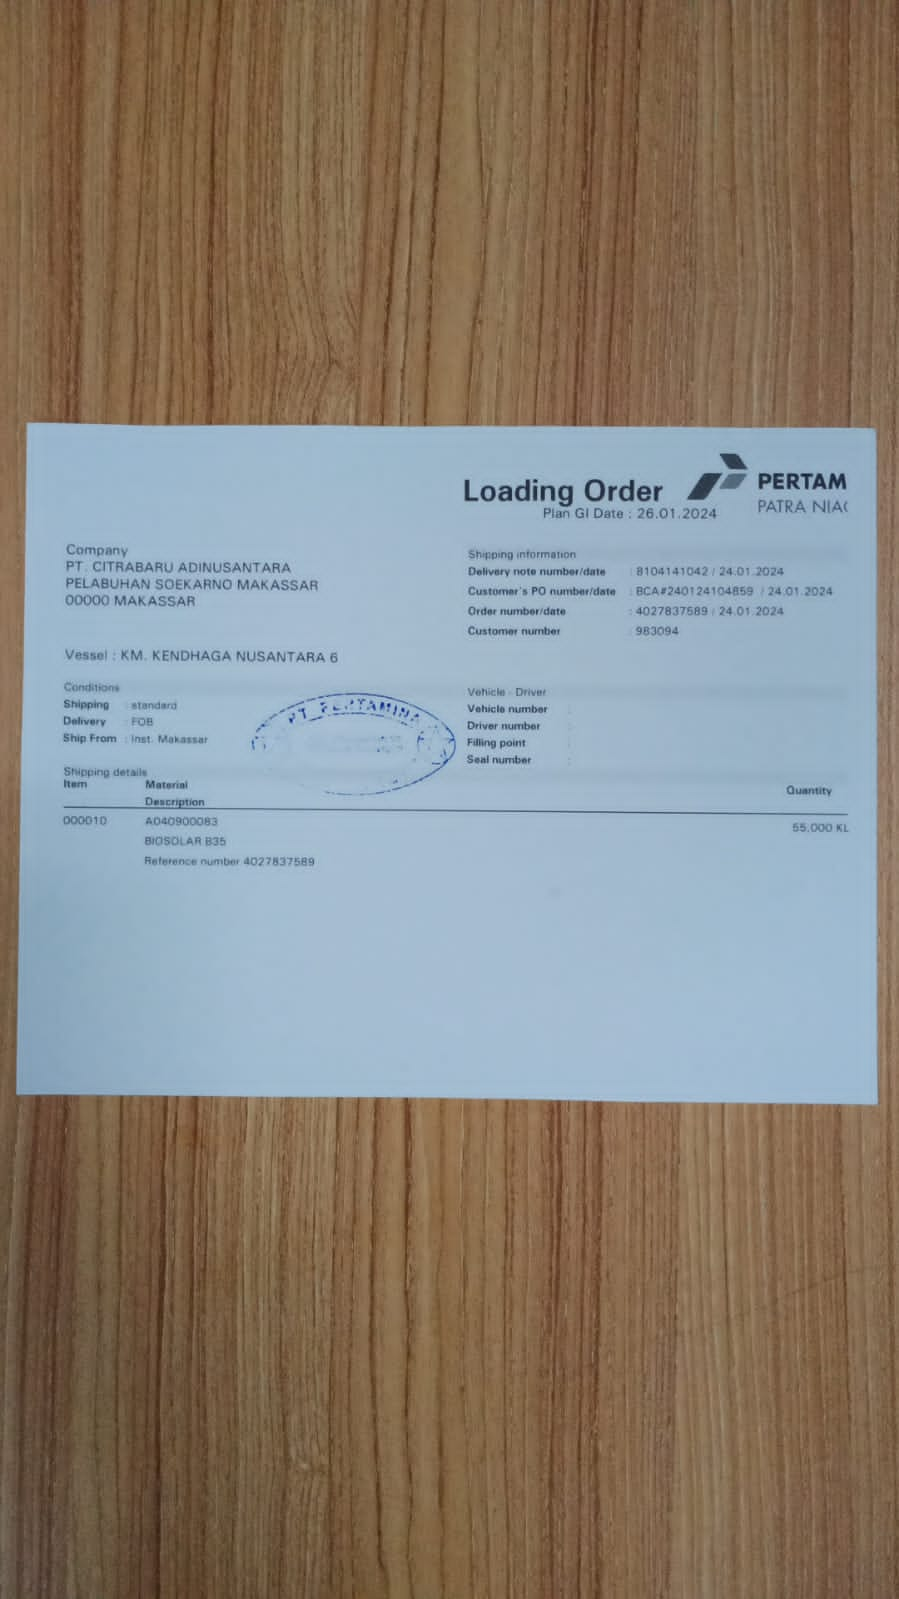 Loading Order
PERTAM
PATRA NIA
Plan GI Date : 26.01.2024
Company
PT. CITRABARU ADINUSANTARA
PELABUHAN SOEKARNO MAKASSAR
00000 MAKASSAR
Vessel : KM. KENDHAGA NUSANTARA 6
Shipping information
Delivery note number/date : 8104141042 / 24.01.2024
Customer's PO number/date : BCA#240124104859 / 24.01.2024
Order number/date : 4027837589 / 24.01.2024
Customer number : 983094
Conditions
Shipping : standard
Delivery : FOB
Ship From : Inst. Makassar
PT. PERTAMINA
Vehicle - Driver
Vehicle number :
Driver number :
Filling point :
Seal number :
Shipping details
Item Material Quantity
Description
000010 A040900083 55,000 KL
BIOSOLAR B35
Reference number 4027837589